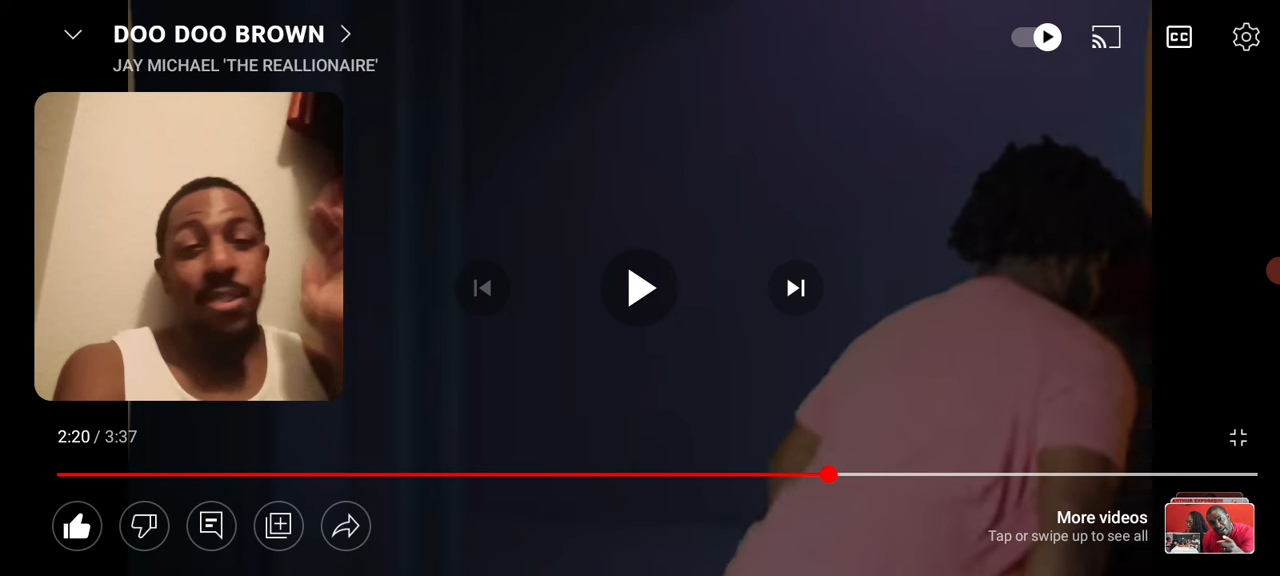 DOO DOO BROWN
JAY MICHAEL 'THE REALLIONAIRE'
CC
2:20 / 3:37
More videos
Tap or swipe up to see all